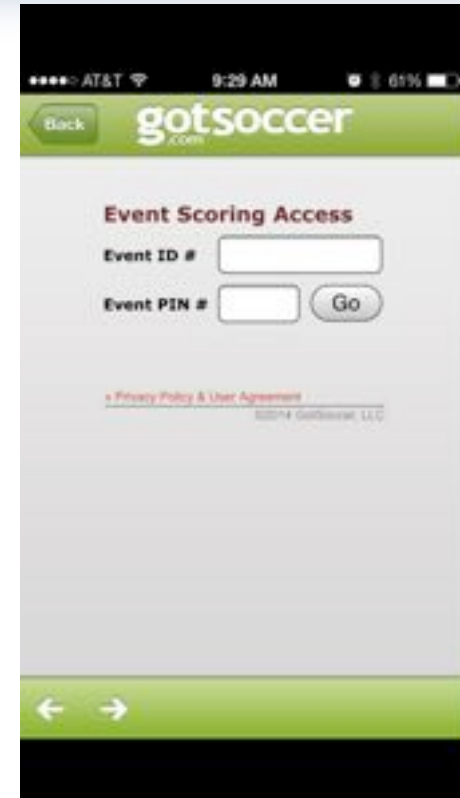 AT&T 9:29 AM 61%
Back gotsoccer
.com
Event Scoring Access
Event ID #
Event PIN # Go
» Privacy Policy & User Agreement
©2014 GotSoccer, LLC